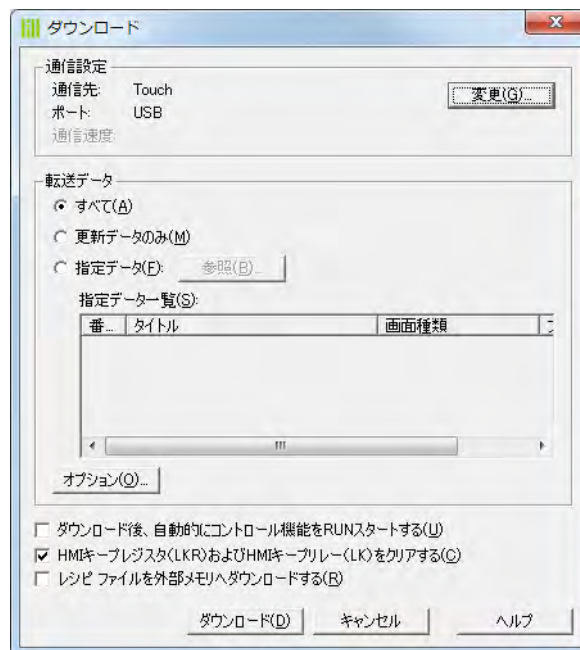 ダウンロード
通信設定
通信先: Touch
変更(G)...
ポート: USB
通信速度:
転送データ
すべて(A)
更新データのみ(M)
指定データ(F):
参照(B)...
指定データ一覧(S):
番... タイトル 画面種類
オプション(O)...
ダウンロード後、自動的にコントロール機能をRUNスタートする(U)
HMIキープレジスタ(LKR)およびHMIキープリレー(LK)をクリアする(C)
レシピ ファイルを外部メモリへダウンロードする(R)
ダウンロード(D) キャンセル ヘルプ